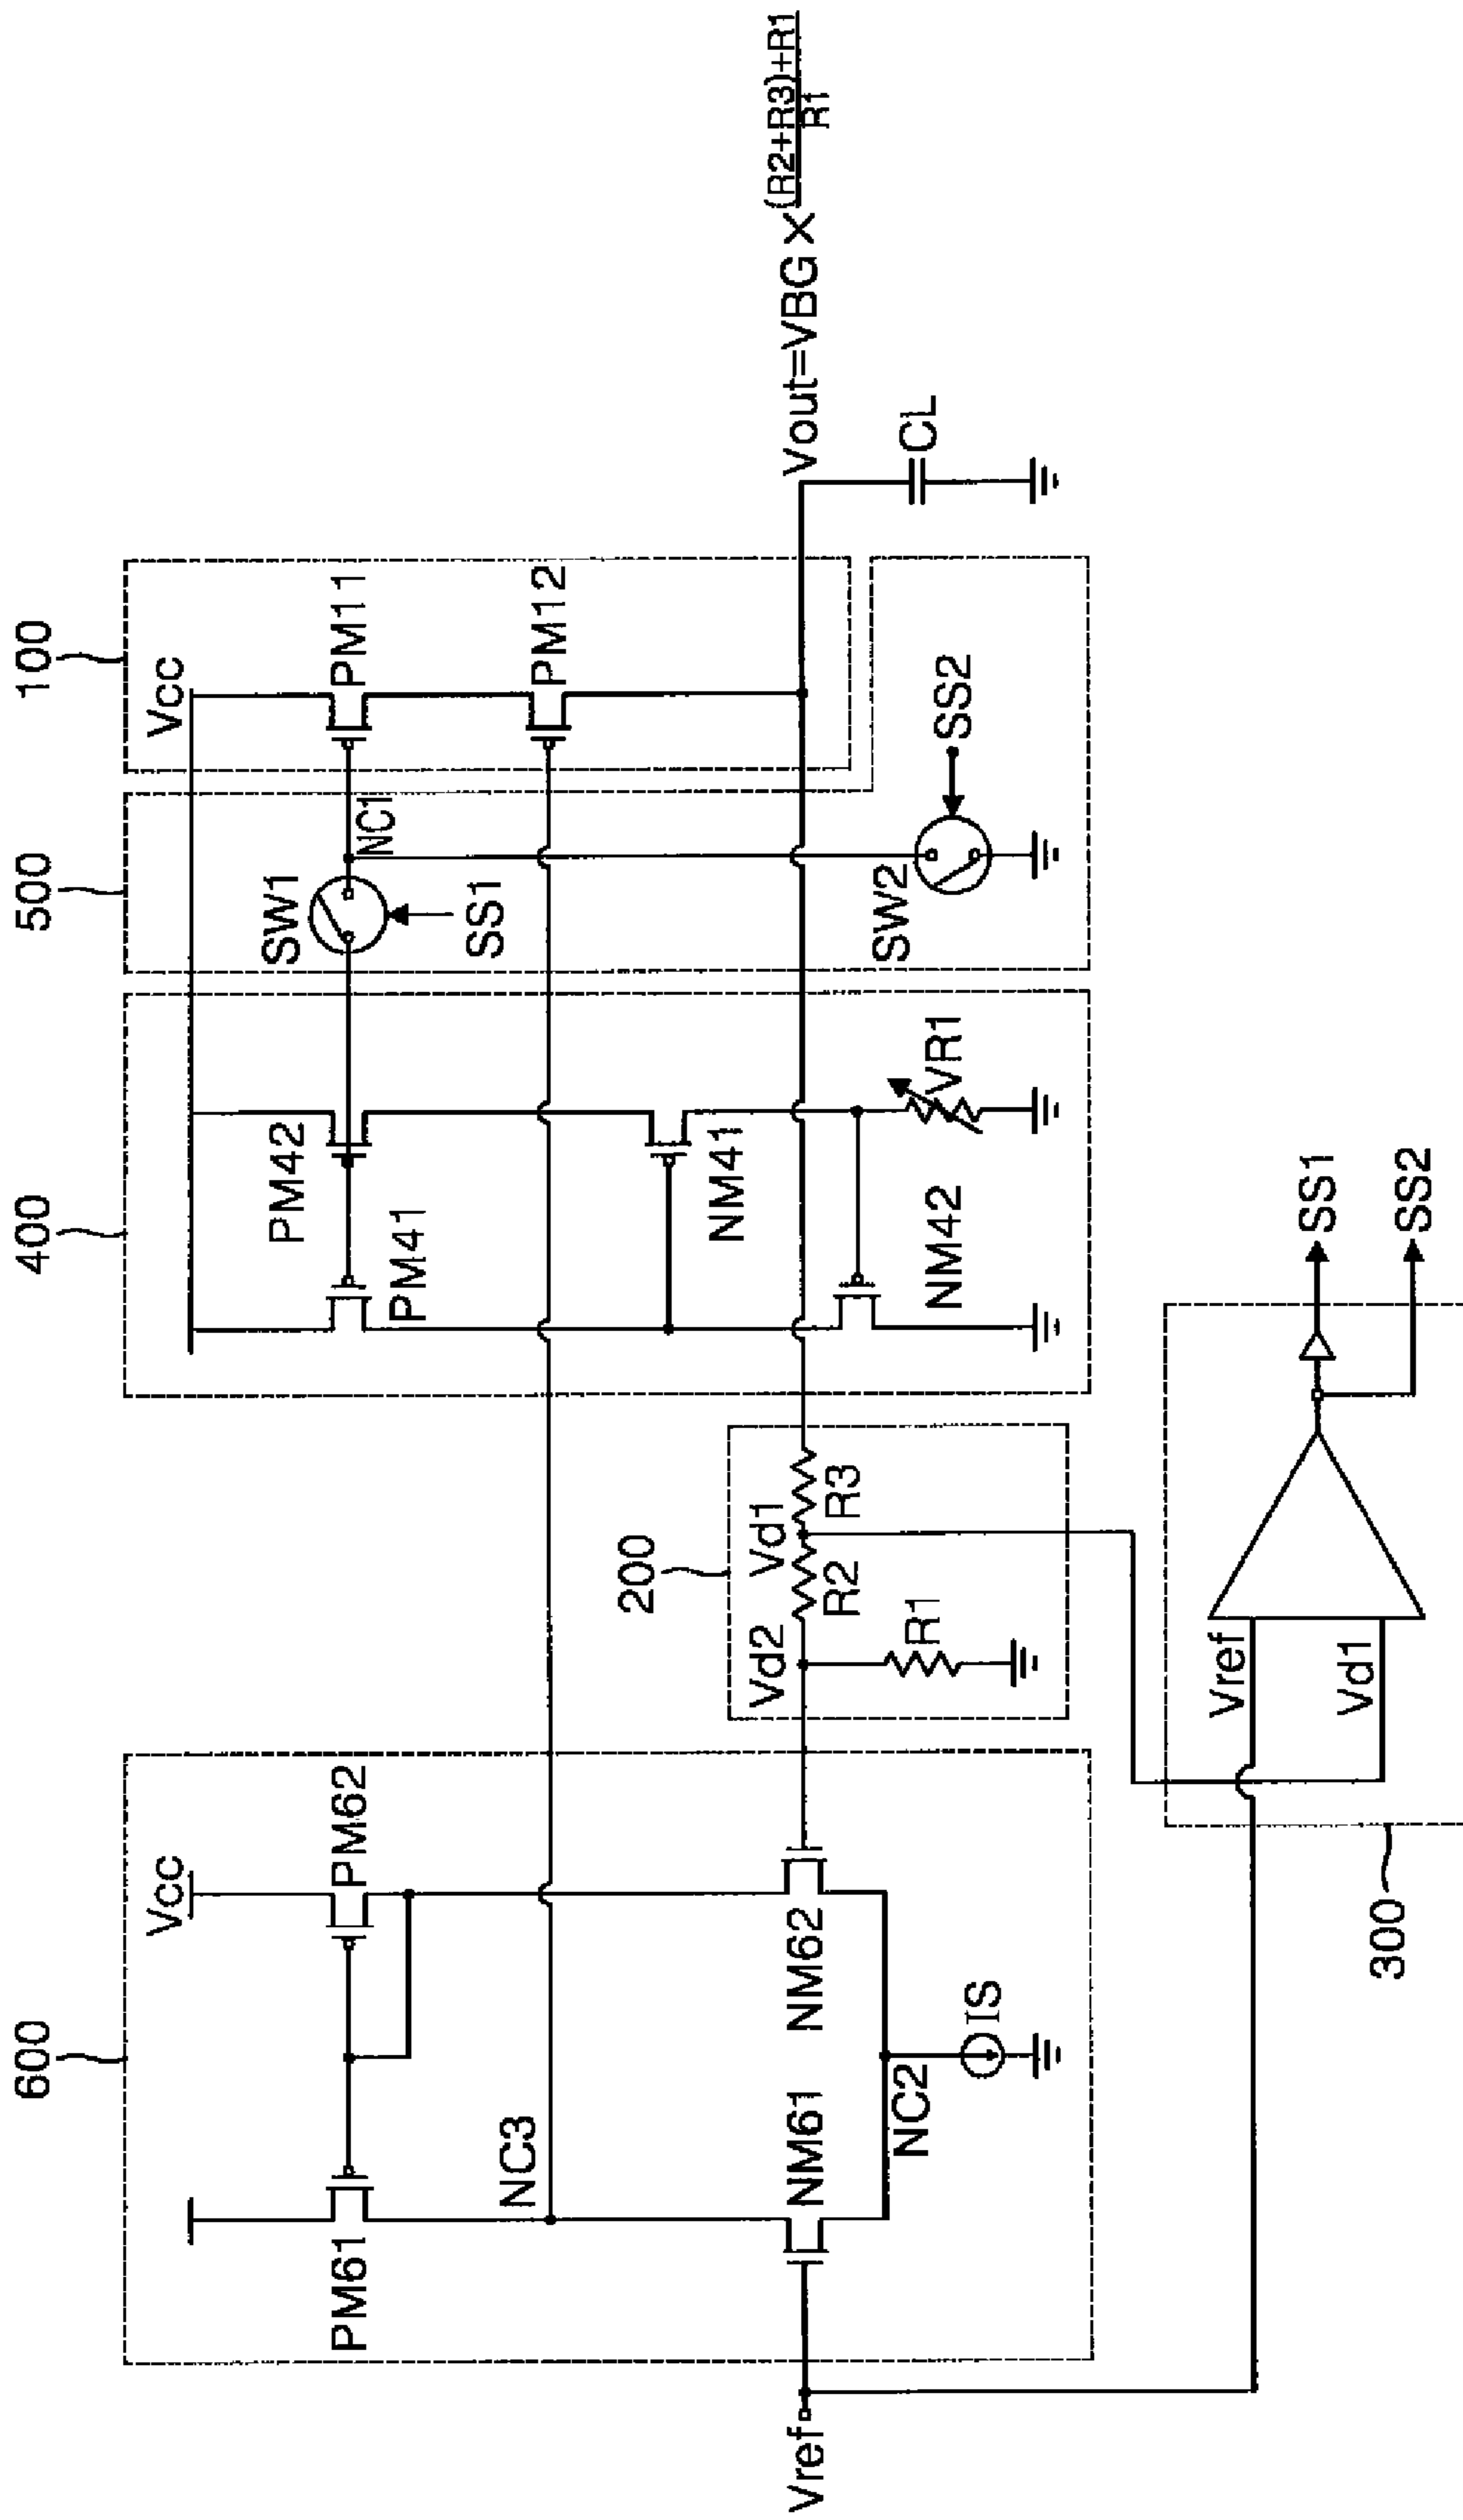 600
200
400
500
100
Vcc
PM61
PM62
NC3
NM61
NM62
NC2
IS
Vref
Vd2
Vd1
R2
R3
R1
PM42
PM41
NM41
NM42
VR1
SW1
SS1
NC1
SW2
SS2
Vcc
PM11
PM12
CL
Vout=VBG × (R2+R3)+R1
R1
300
Vref
Vd1
SS1
SS2